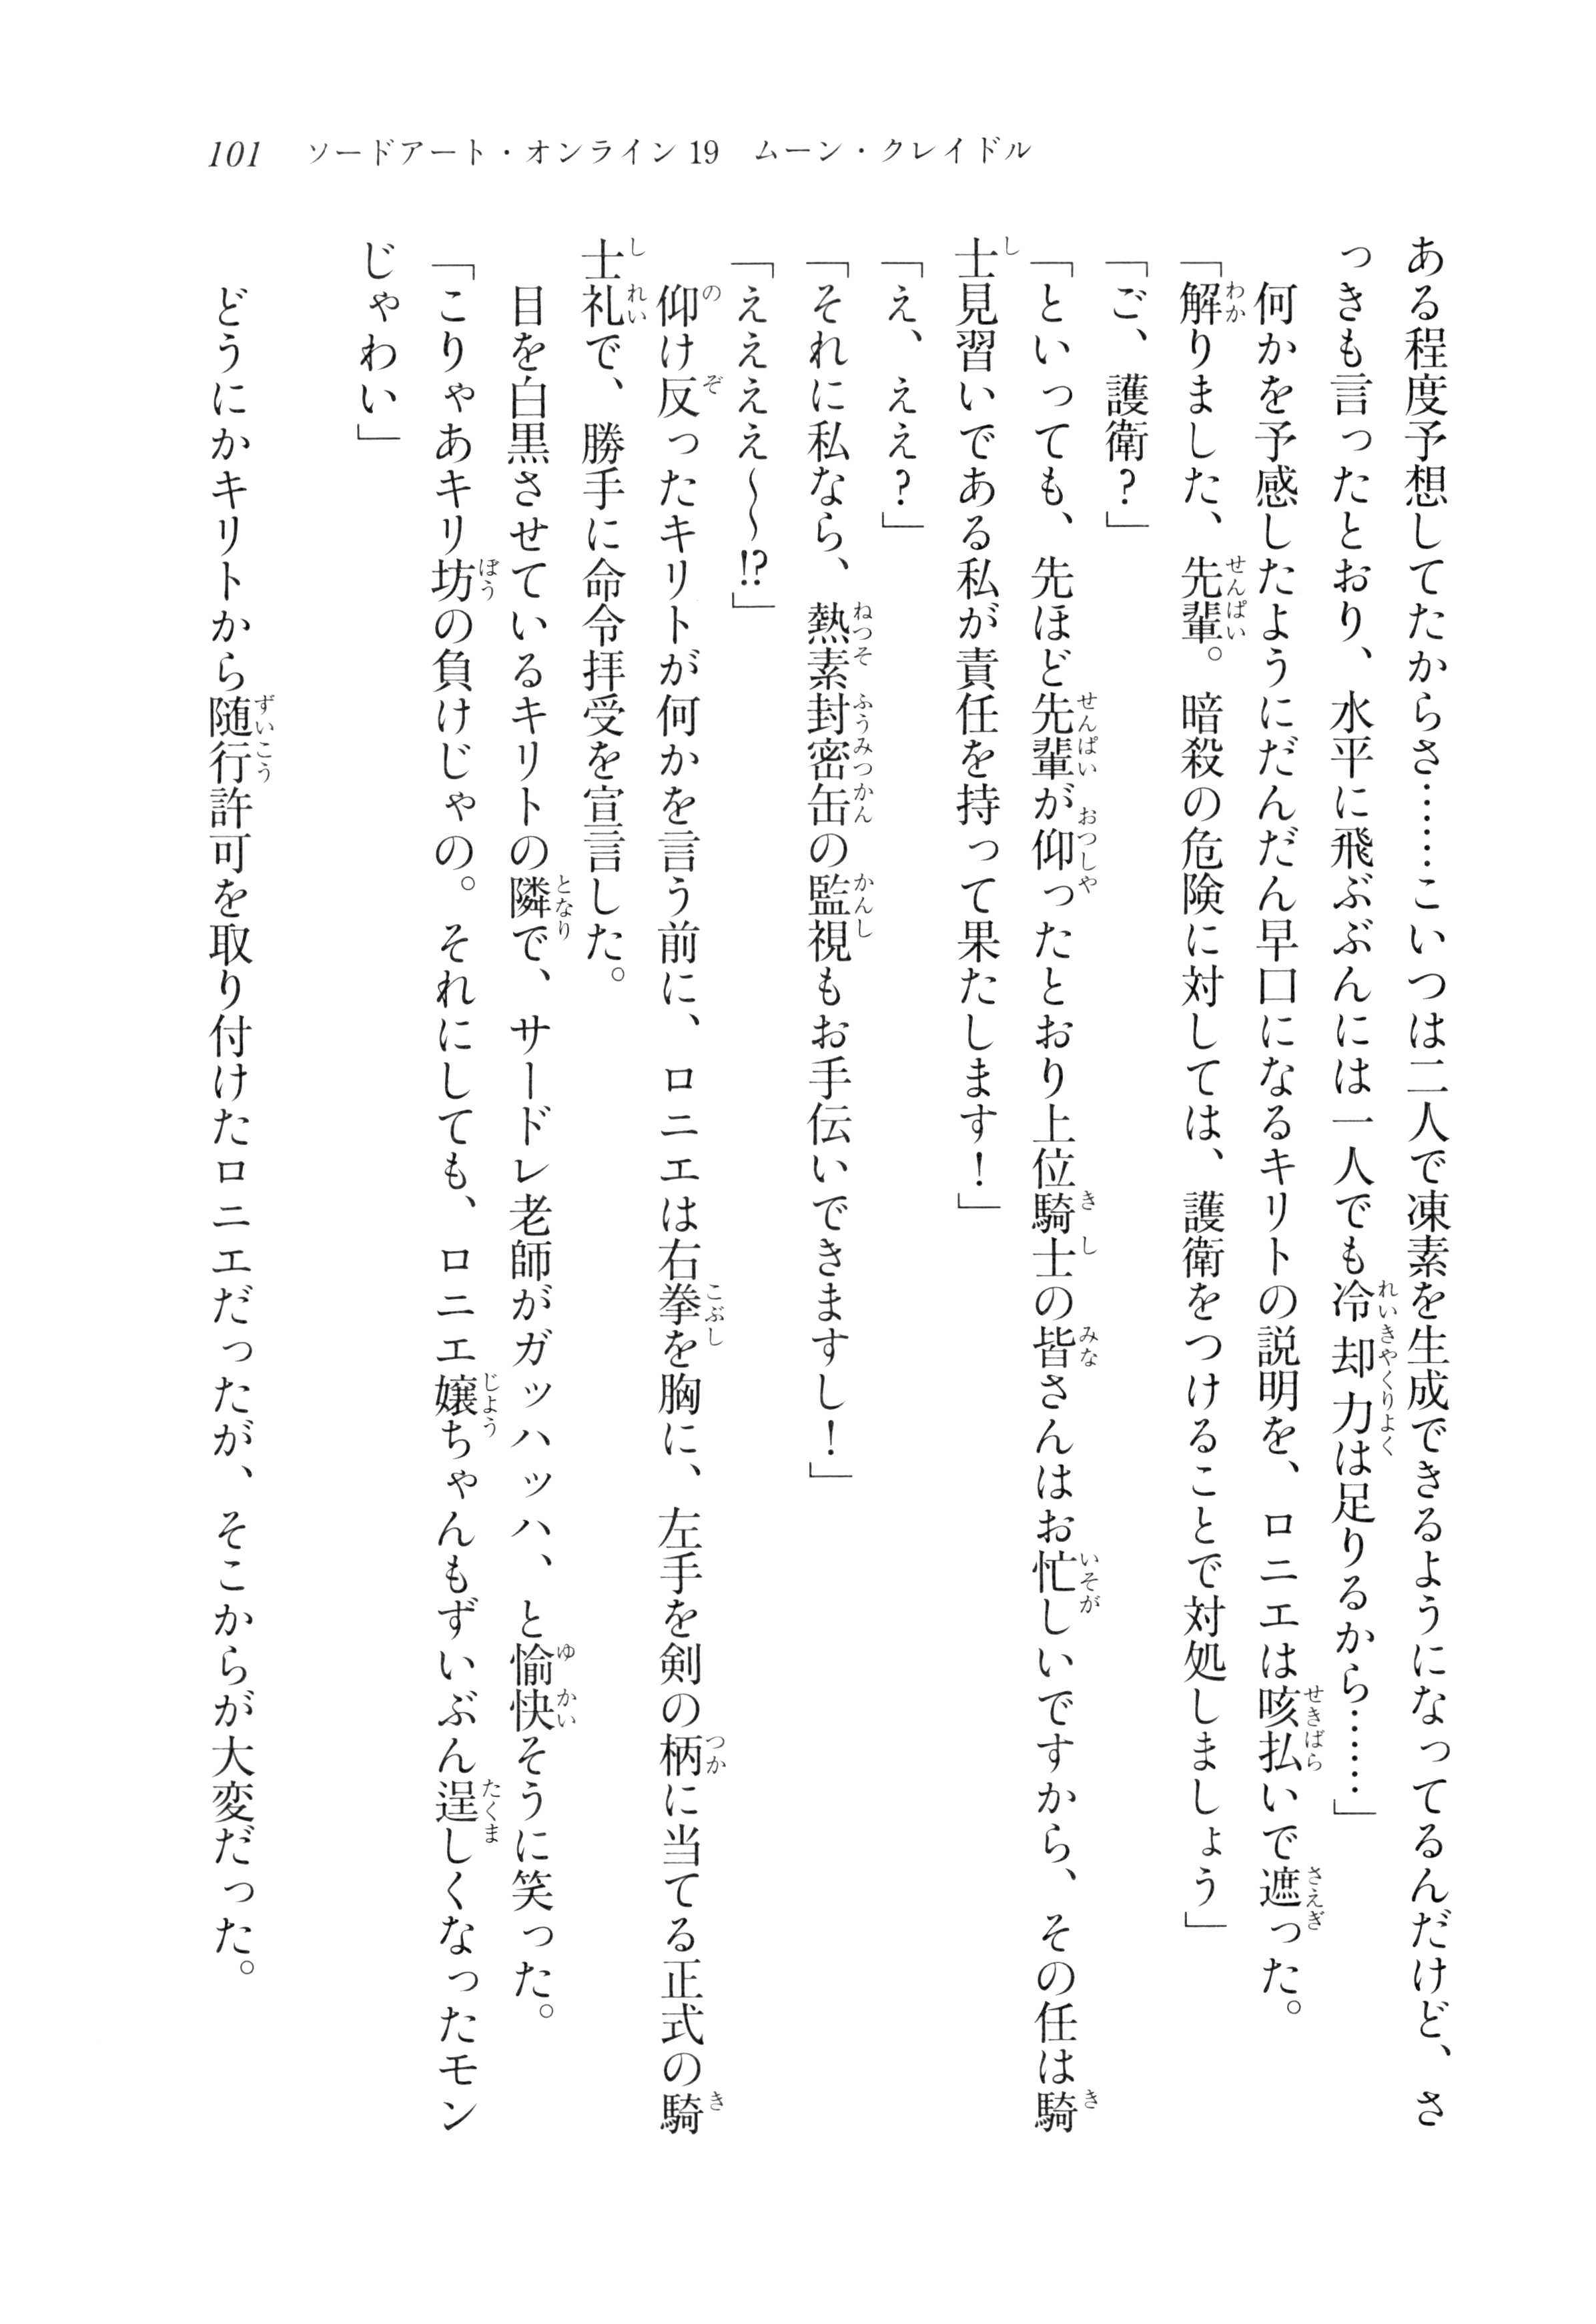 101　ソードアート・オンライン19　ムーン・クレイドル
ある程度予想してたからさ……こいつは二人で凍素を生成できるようになってるんだけど、さ
っきも言ったとおり、水平に飛ぶぶんには一人でも冷却力は足りるから……」
　何かを予感したようにだんだん早口になるキリトの説明を、ロニエは咳払いで遮った。
「解りました、先輩。暗殺の危険に対しては、護衛をつけることで対処しましょう」
「ご、護衛?」
「といっても、先ほど先輩が仰ったとおり上位騎士の皆さんはお忙しいですから、その任は騎
士見習いである私が責任を持って果たします!」
「え、ええ?」
「それに私なら、熱素封密缶の監視もお手伝いできますし!」
「ええええ〜〜⁉」
　仰け反ったキリトが何かを言う前に、ロニエは右拳を胸に、左手を剣の柄に当てる正式の騎
士礼で、勝手に命令拝受を宣言した。
　目を白黒させているキリトの隣で、サードレ老師がガッハッハ、と愉快そうに笑った。
「こりゃあキリ坊の負けじゃの。それにしても、ロニエ嬢ちゃんもずいぶん逞しくなったモン
じゃわい」
　どうにかキリトから随行許可を取り付けたロニエだったが、そこからが大変だった。